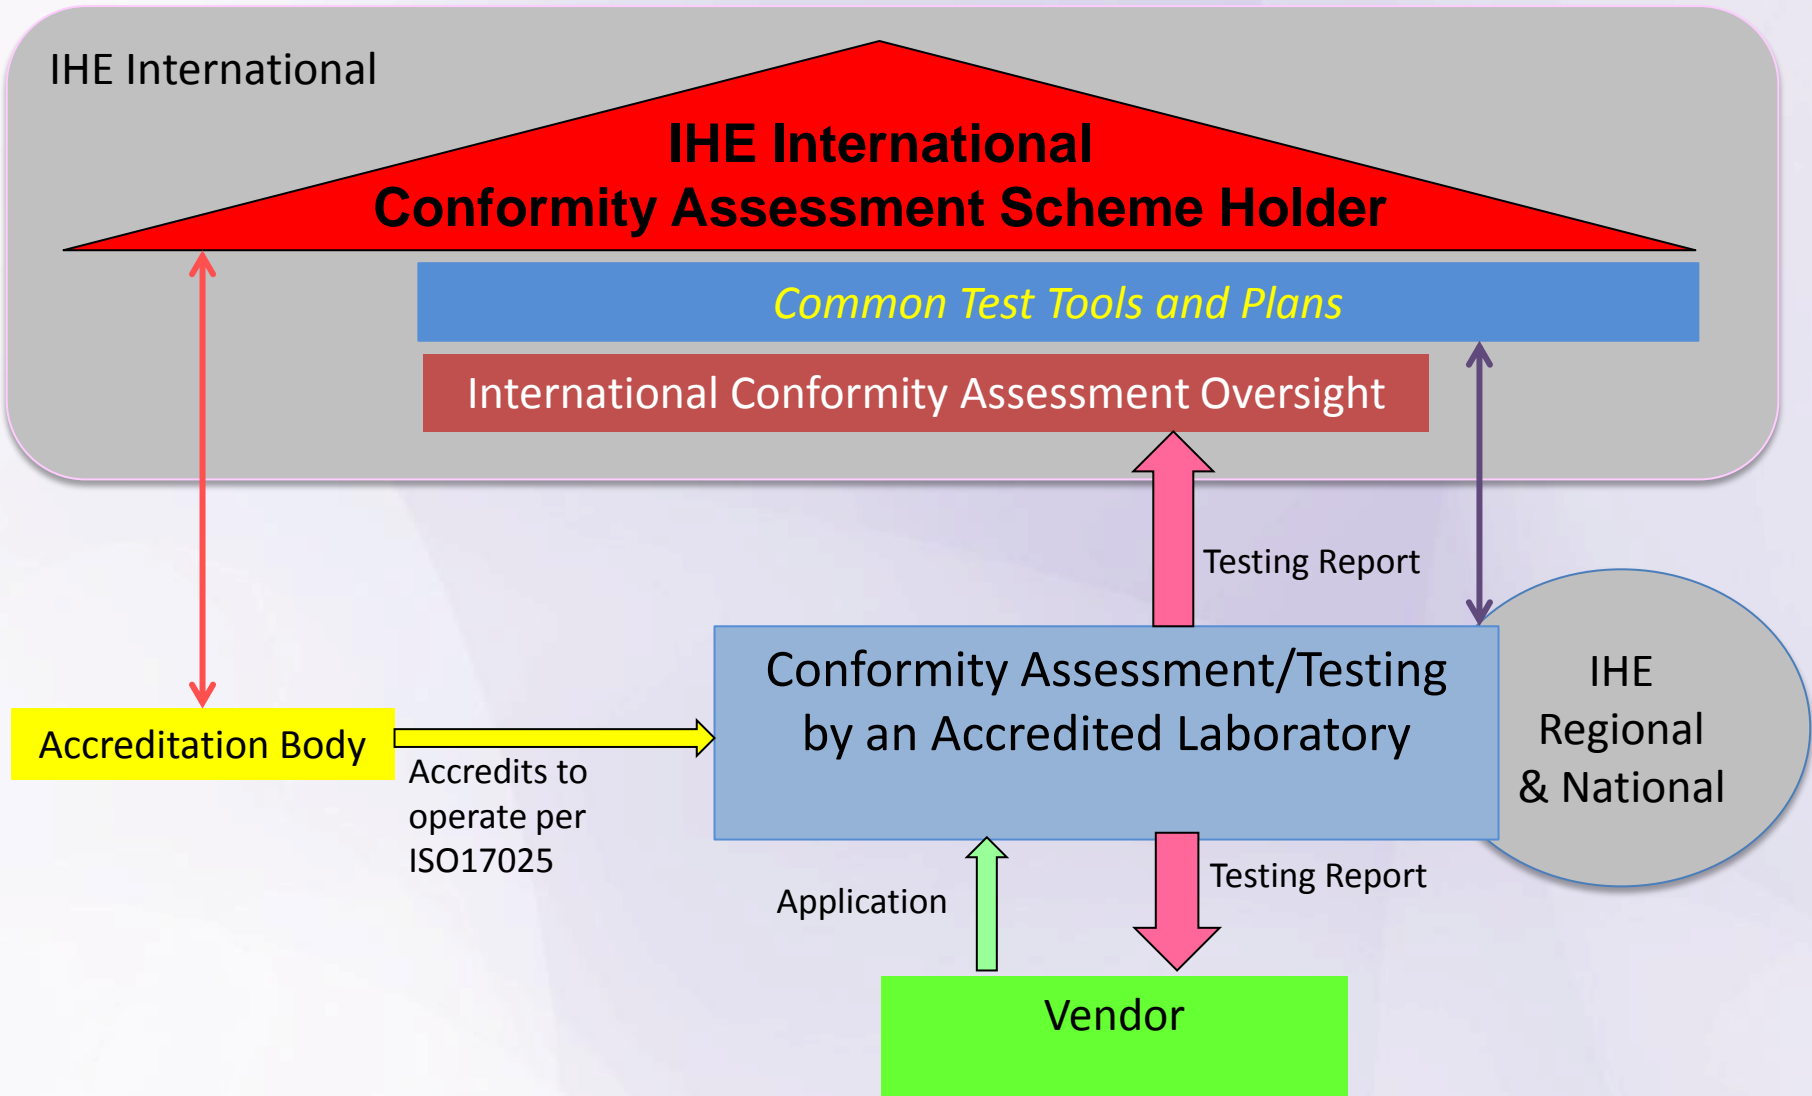 IHE International
IHE International
Conformity Assessment Scheme Holder
Common Test Tools and Plans
International Conformity Assessment Oversight
Testing Report
Conformity Assessment/Testing
by an Accredited Laboratory
IHE
Regional
& National
Accreditation Body
Accredits to
operate per
ISO17025
Application
Testing Report
Vendor